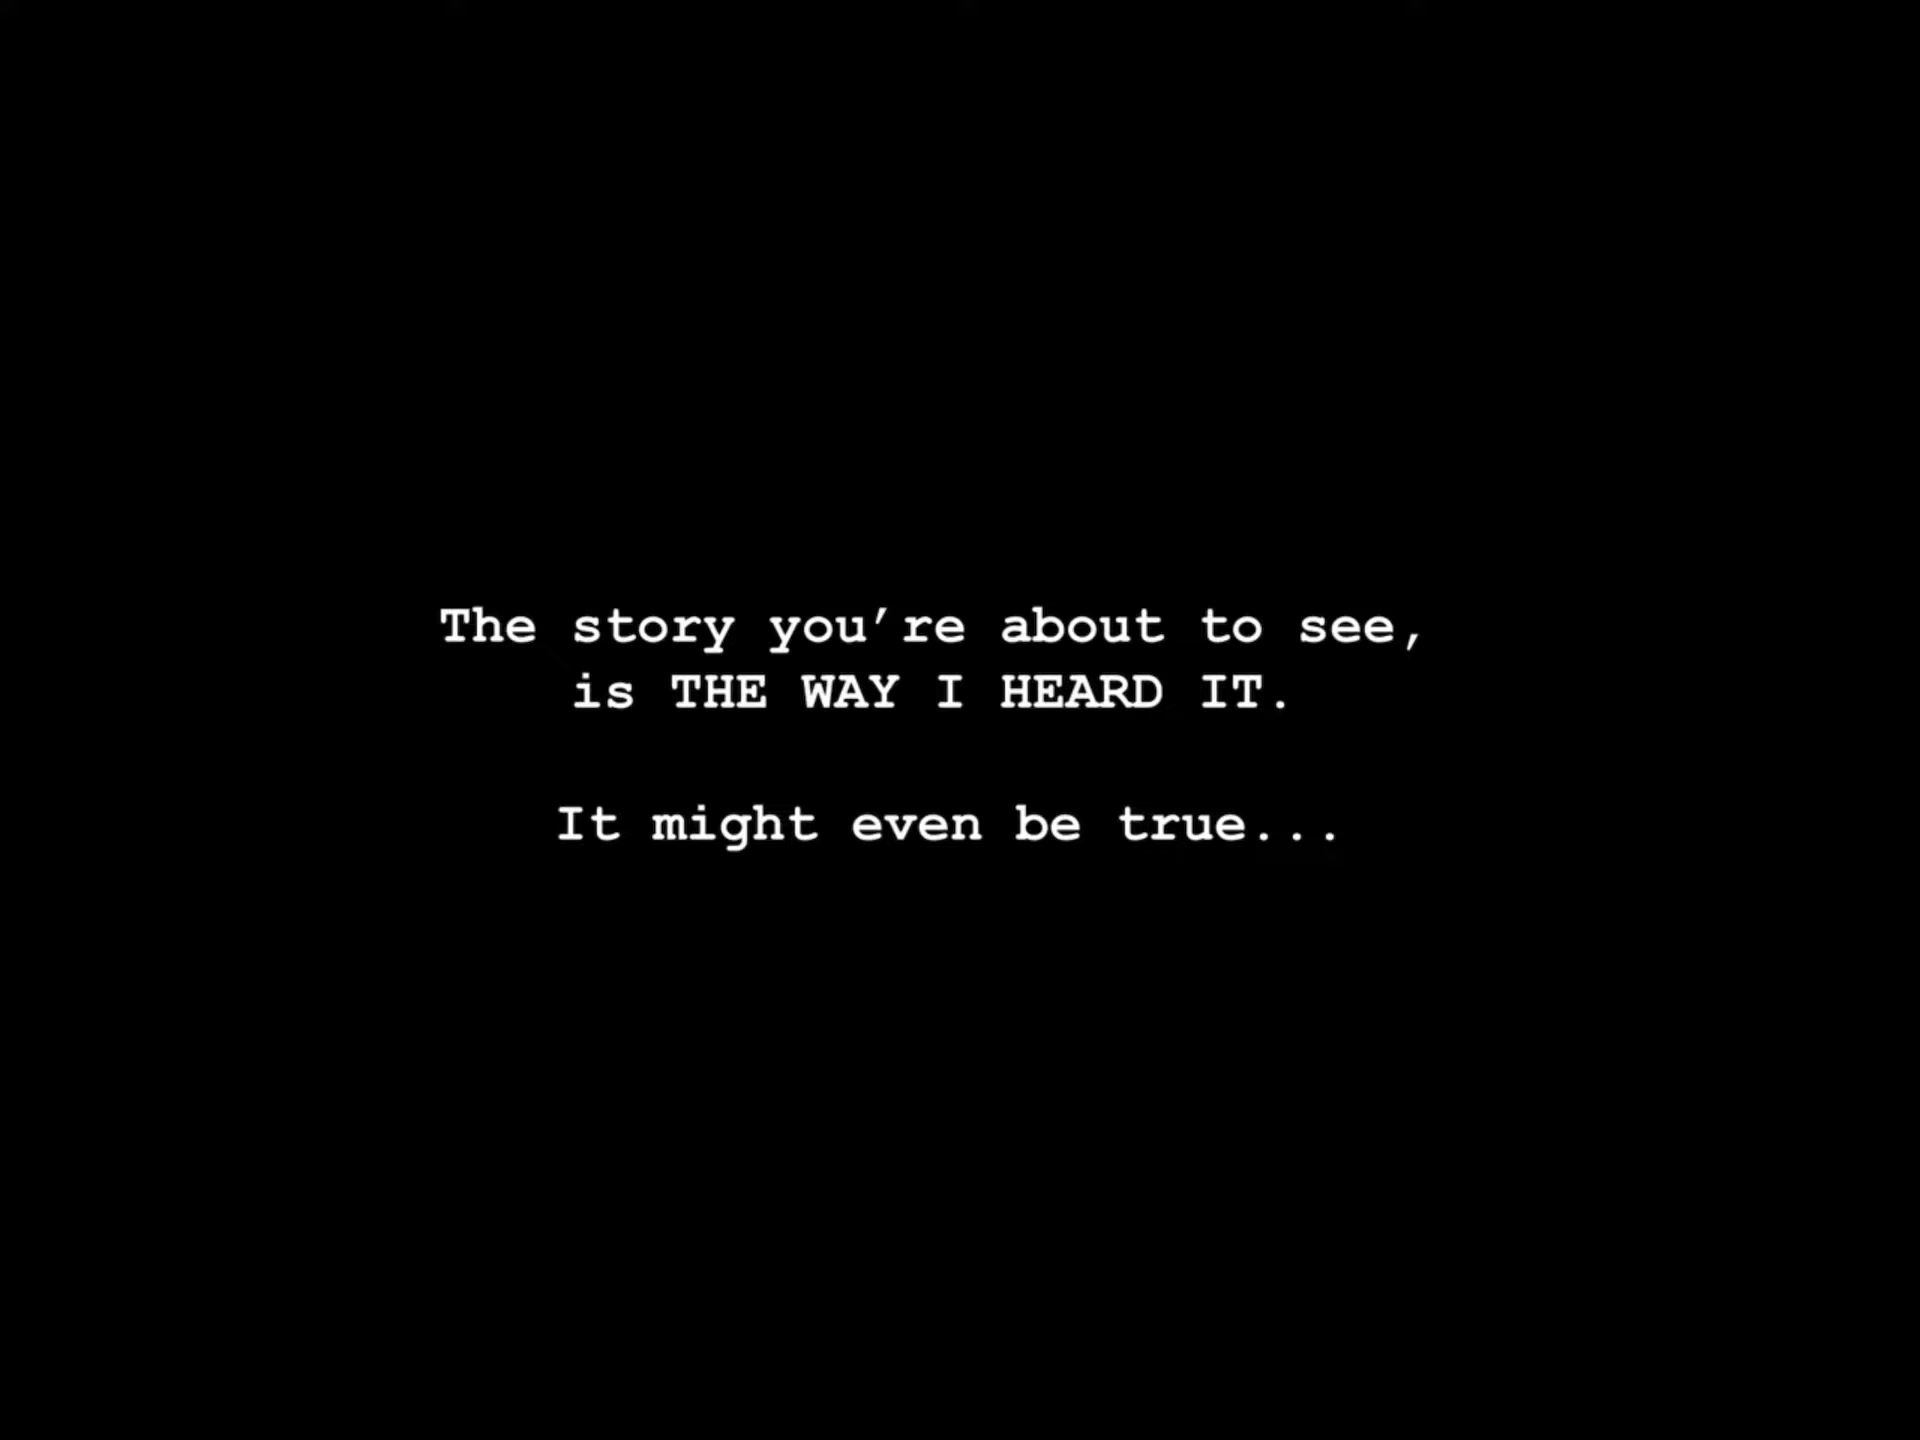 The story you’re about to see,
is THE WAY I HEARD IT.
It might even be true...